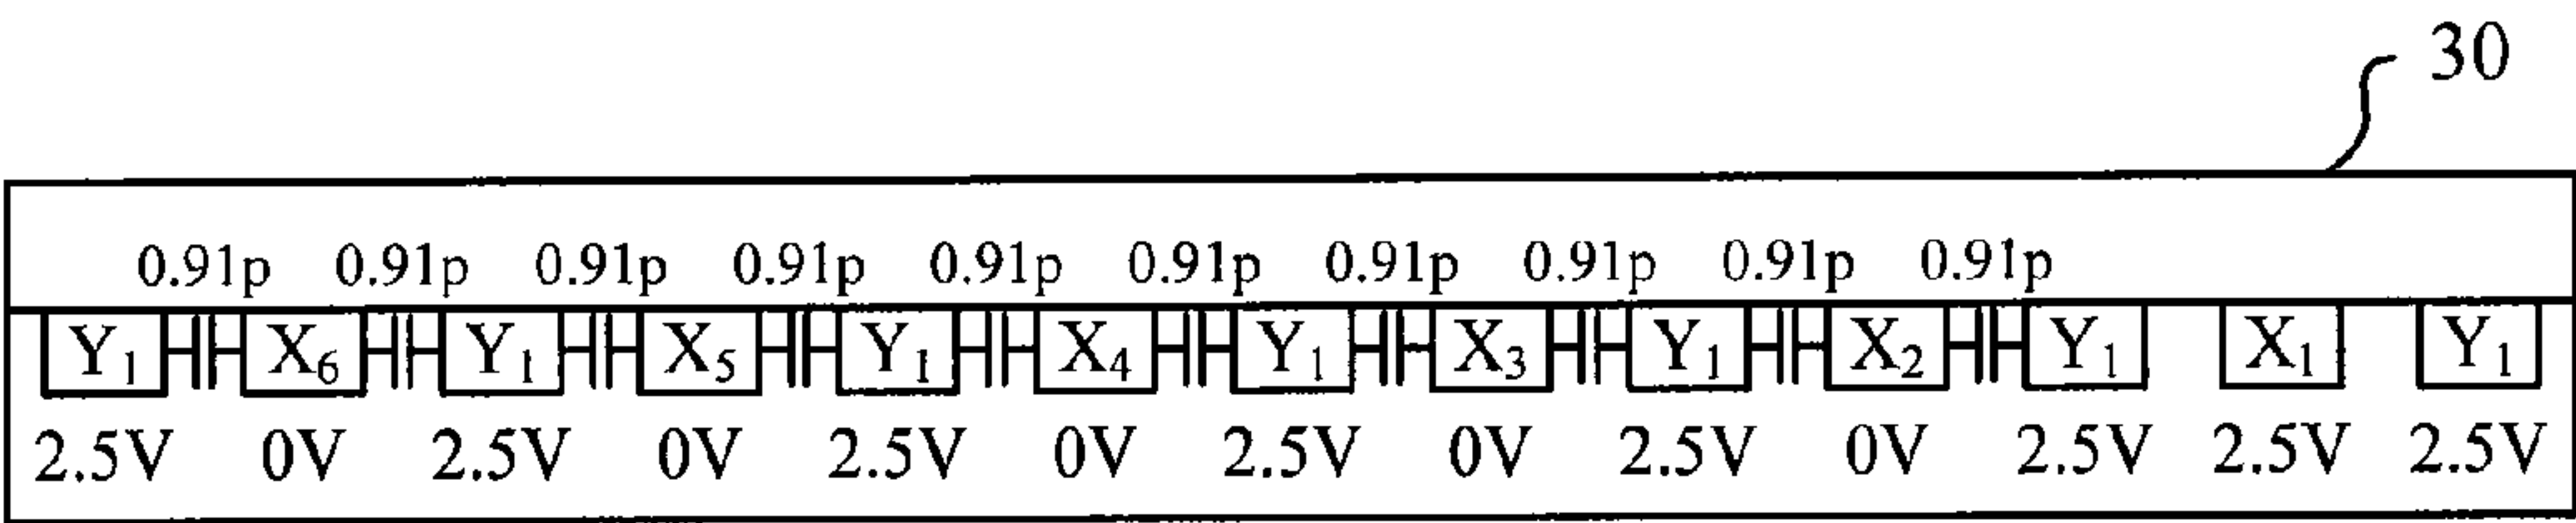 30
0.91p 0.91p 0.91p 0.91p 0.91p 0.91p 0.91p 0.91p 0.91p 0.91p
Y₁ X₆ Y₁ X₅ Y₁ X₄ Y₁ X₃ Y₁ X₂ Y₁ X₁ Y₁
2.5V 0V 2.5V 0V 2.5V 0V 2.5V 0V 2.5V 0V 2.5V 2.5V 2.5V